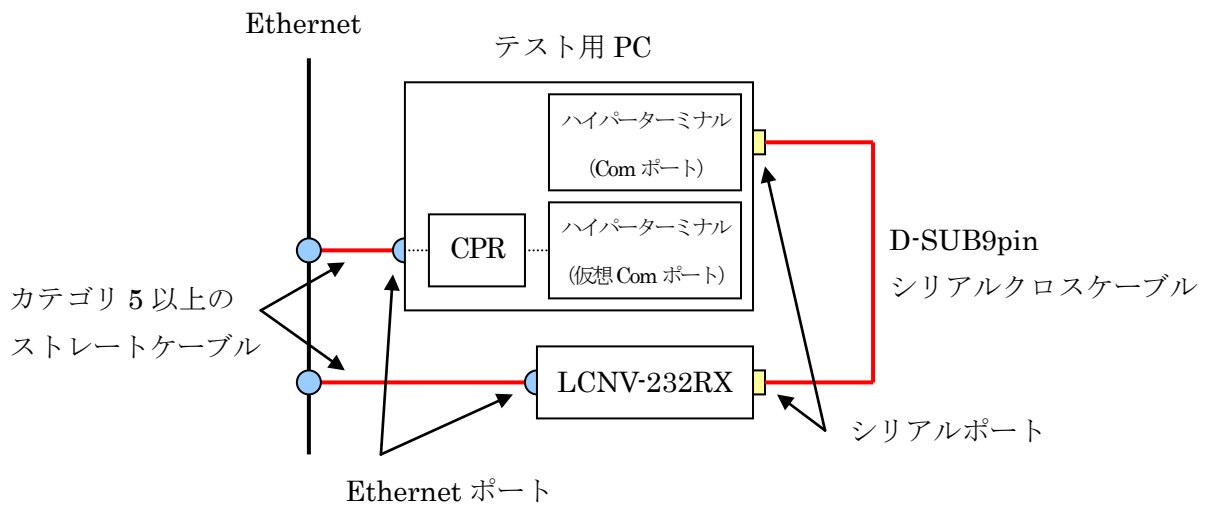 Ethernet
テスト用 PC
ハイパーターミナル
(Com ポート)
CPR
ハイパーターミナル
(仮想 Com ポート)
D-SUB9pin
シリアルクロスケーブル
カテゴリ 5 以上の
ストレートケーブル
LCNV-232RX
シリアルポート
Ethernet ポート